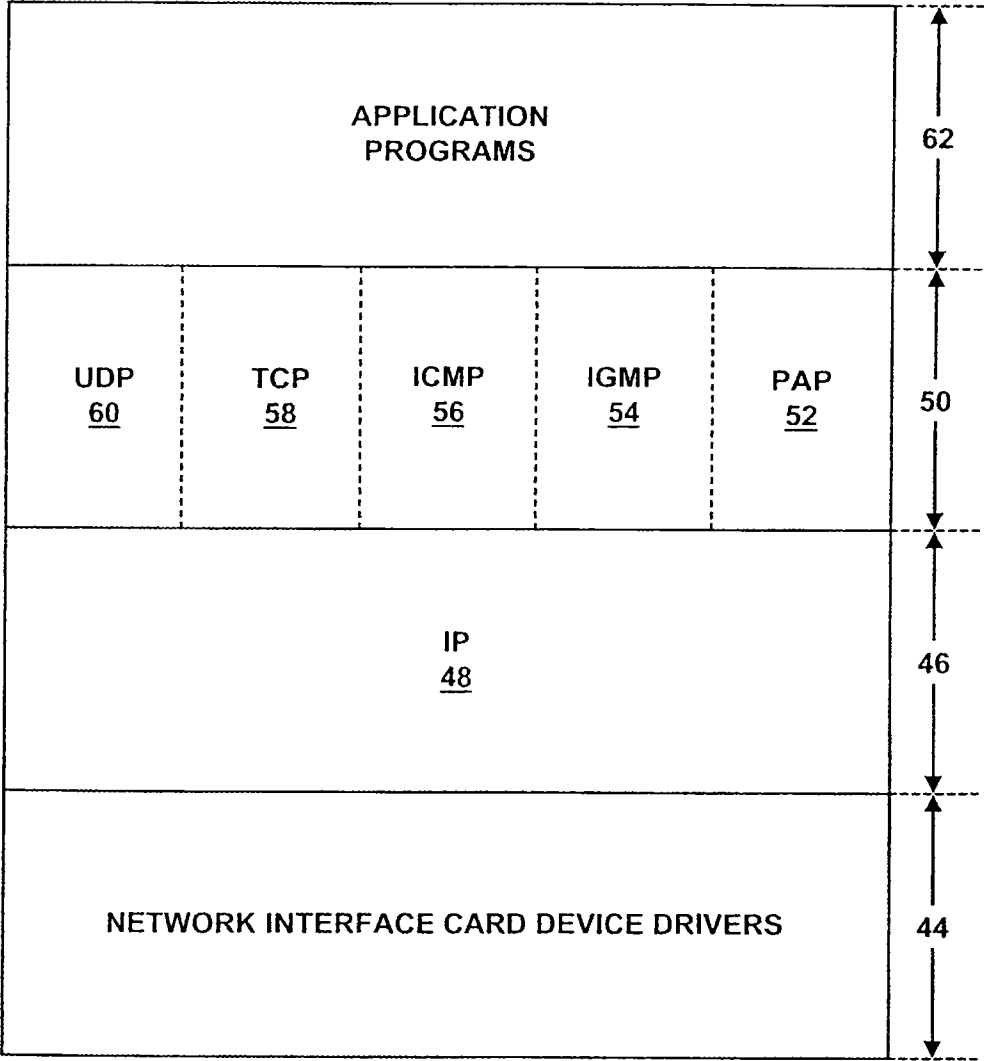 APPLICATION
PROGRAMS
62
UDP
60
TCP
58
ICMP
56
IGMP
54
PAP
52
50
IP
48
46
NETWORK INTERFACE CARD DEVICE DRIVERS
44